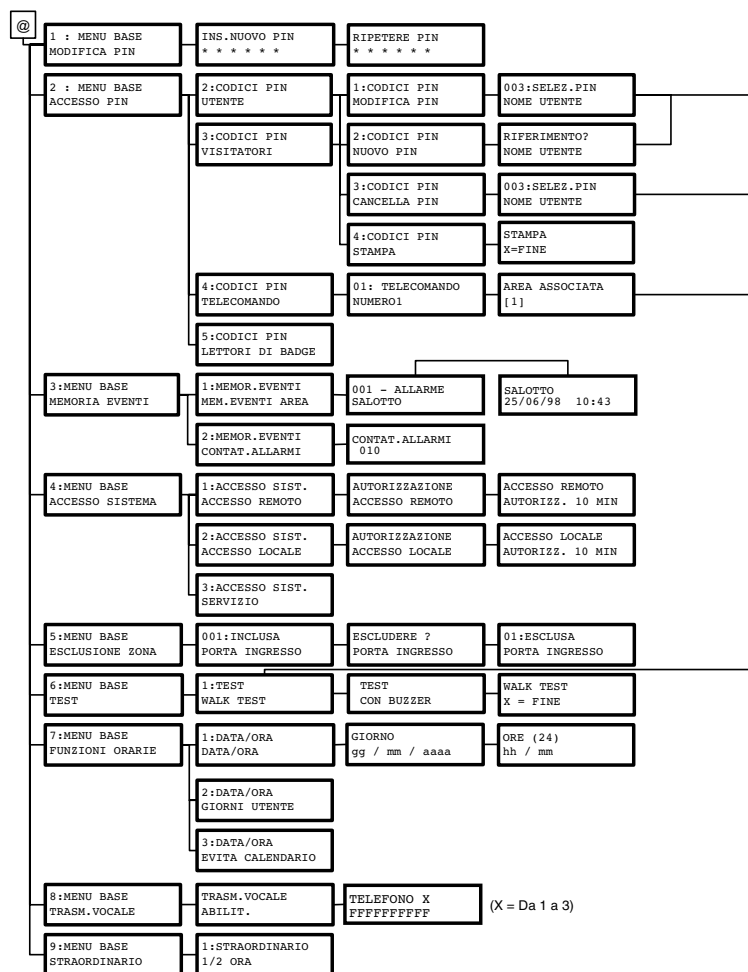 @
1 : MENU BASE
MODIFICA PIN
INS.NUOVO PIN
* * * * * *
RIPETERE PIN
* * * * * *
2 : MENU BASE
ACCESSO PIN
2:CODICI PIN
UTENTE
1:CODICI PIN
MODIFICA PIN
003:SELEZ.PIN
NOME UTENTE
3:CODICI PIN
VISITATORI
2:CODICI PIN
NUOVO PIN
RIFERIMENTO?
NOME UTENTE
3:CODICI PIN
CANCELLA PIN
003:SELEZ.PIN
NOME UTENTE
4:CODICI PIN
STAMPA
STAMPA
X=FINE
4:CODICI PIN
TELECOMANDO
01: TELECOMANDO
NUMERO1
AREA ASSOCIATA
[1]
5:CODICI PIN
LETTORI DI BADGE
3:MENU BASE
MEMORIA EVENTI
1:MEMOR.EVENTI
MEM.EVENTI AREA
001 - ALLARME
SALOTTO
SALOTTO
25/06/98 10:43
2:MEMOR.EVENTI
CONTAT.ALLARMI
CONTAT.ALLARMI
010
4:MENU BASE
ACCESSO SISTEMA
1:ACCESSO SIST.
ACCESSO REMOTO
AUTORIZZAZIONE
ACCESSO REMOTO
ACCESSO REMOTO
AUTORIZZ. 10 MIN
2:ACCESSO SIST.
ACCESSO LOCALE
AUTORIZZAZIONE
ACCESSO LOCALE
ACCESSO LOCALE
AUTORIZZ. 10 MIN
3:ACCESSO SIST.
SERVIZIO
5:MENU BASE
ESCLUSIONE ZONA
001:INCLUSA
PORTA INGRESSO
ESCLUDERE ?
PORTA INGRESSO
01:ESCLUSA
PORTA INGRESSO
6:MENU BASE
TEST
1:TEST
WALK TEST
TEST
CON BUZZER
WALK TEST
X = FINE
7:MENU BASE
FUNZIONI ORARIE
1:DATA/ORA
DATA/ORA
GIORNO
gg / mm / aaaa
ORE (24)
hh / mm
2:DATA/ORA
GIORNI UTENTE
3:DATA/ORA
EVITA CALENDARIO
8:MENU BASE
TRASM.VOCALE
TRASM.VOCALE
ABILIT.
TELEFONO X
FFFFFFFFFF
(X = Da 1 a 3)
9:MENU BASE
STRAORDINARIO
1:STRAORDINARIO
1/2 ORA